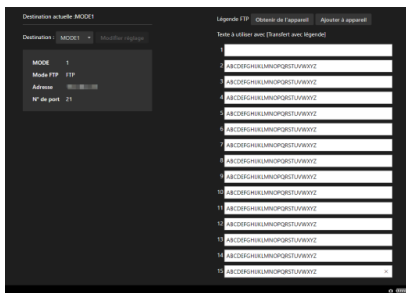 Destination actuelle :MODE1
Destination : MODE1 Modifier réglage
MODE 1
Mode FTP FTP
Adresse
N° de port 21
Légende FTP Obtenir de l'appareil Ajouter à appareil
Texte à utiliser avec [Transfert avec légende]
1
2 ABCDEFGHIJKLMNOPQRSTUVWXYZ
3 ABCDEFGHIJKLMNOPQRSTUVWXYZ
4 ABCDEFGHIJKLMNOPQRSTUVWXYZ
5 ABCDEFGHIJKLMNOPQRSTUVWXYZ
6 ABCDEFGHIJKLMNOPQRSTUVWXYZ
7 ABCDEFGHIJKLMNOPQRSTUVWXYZ
8 ABCDEFGHIJKLMNOPQRSTUVWXYZ
9 ABCDEFGHIJKLMNOPQRSTUVWXYZ
10 ABCDEFGHIJKLMNOPQRSTUVWXYZ
11 ABCDEFGHIJKLMNOPQRSTUVWXYZ
12 ABCDEFGHIJKLMNOPQRSTUVWXYZ
13 ABCDEFGHIJKLMNOPQRSTUVWXYZ
14 ABCDEFGHIJKLMNOPQRSTUVWXYZ
15 ABCDEFGHIJKLMNOPQRSTUVWXYZ